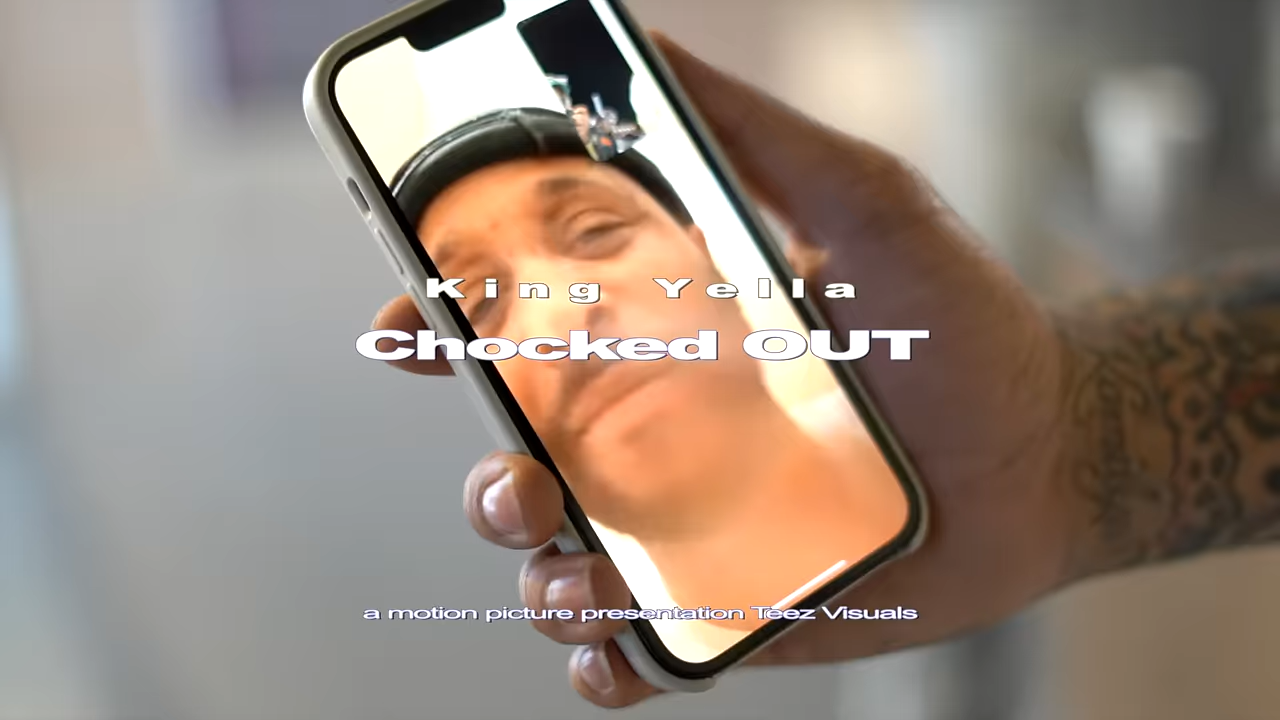 King Yella
Chocked OUT
a motion picture presentation Teez Visuals